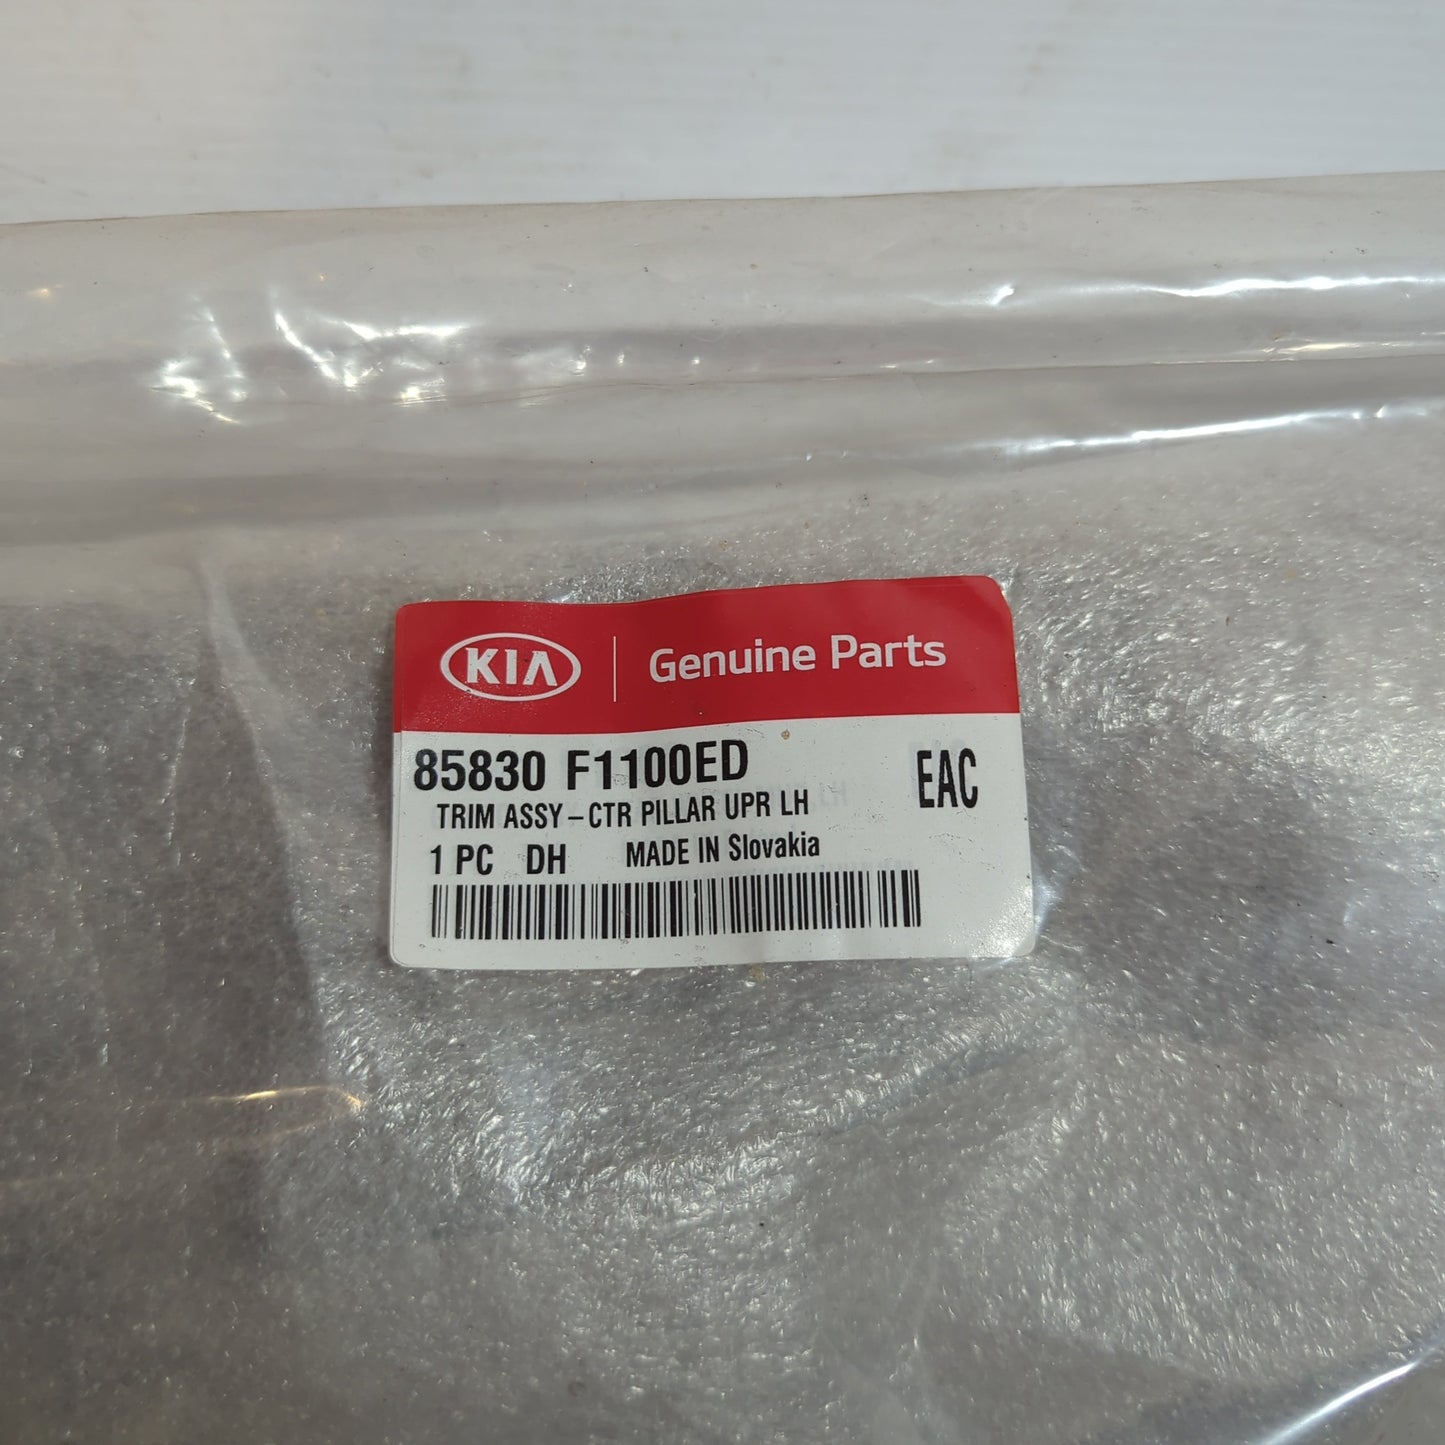 KIA Genuine Parts
85830 F1100ED
EAC
TRIM ASSY-CTR PILLAR UPR LH
1 PC DH MADE IN Slovakia